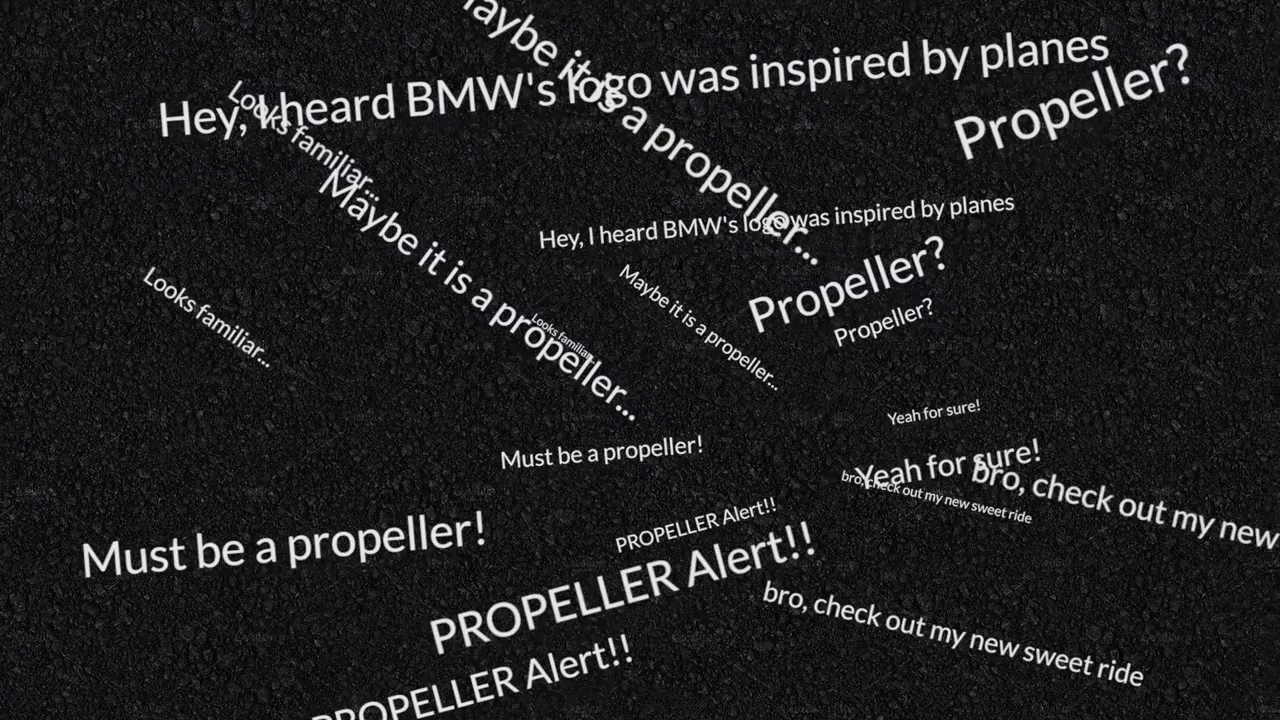 Maybe it is a propeller...
Hey, I heard BMW's logo was inspired by planes
Propeller?
Looks familiar...
Maybe it is a propeller...
Hey, I heard BMW's logo was inspired by planes
Propeller?
Maybe it is a propeller...
Looks familiar...
Propeller?
Looks familiar...
Yeah for sure!
Must be a propeller!
Yeah for sure!
bro, check out my new
bro, check out my new sweet ride
Must be a propeller!
PROPELLER Alert!!
PROPELLER Alert!!
bro, check out my new sweet ride
PROPELLER Alert!!